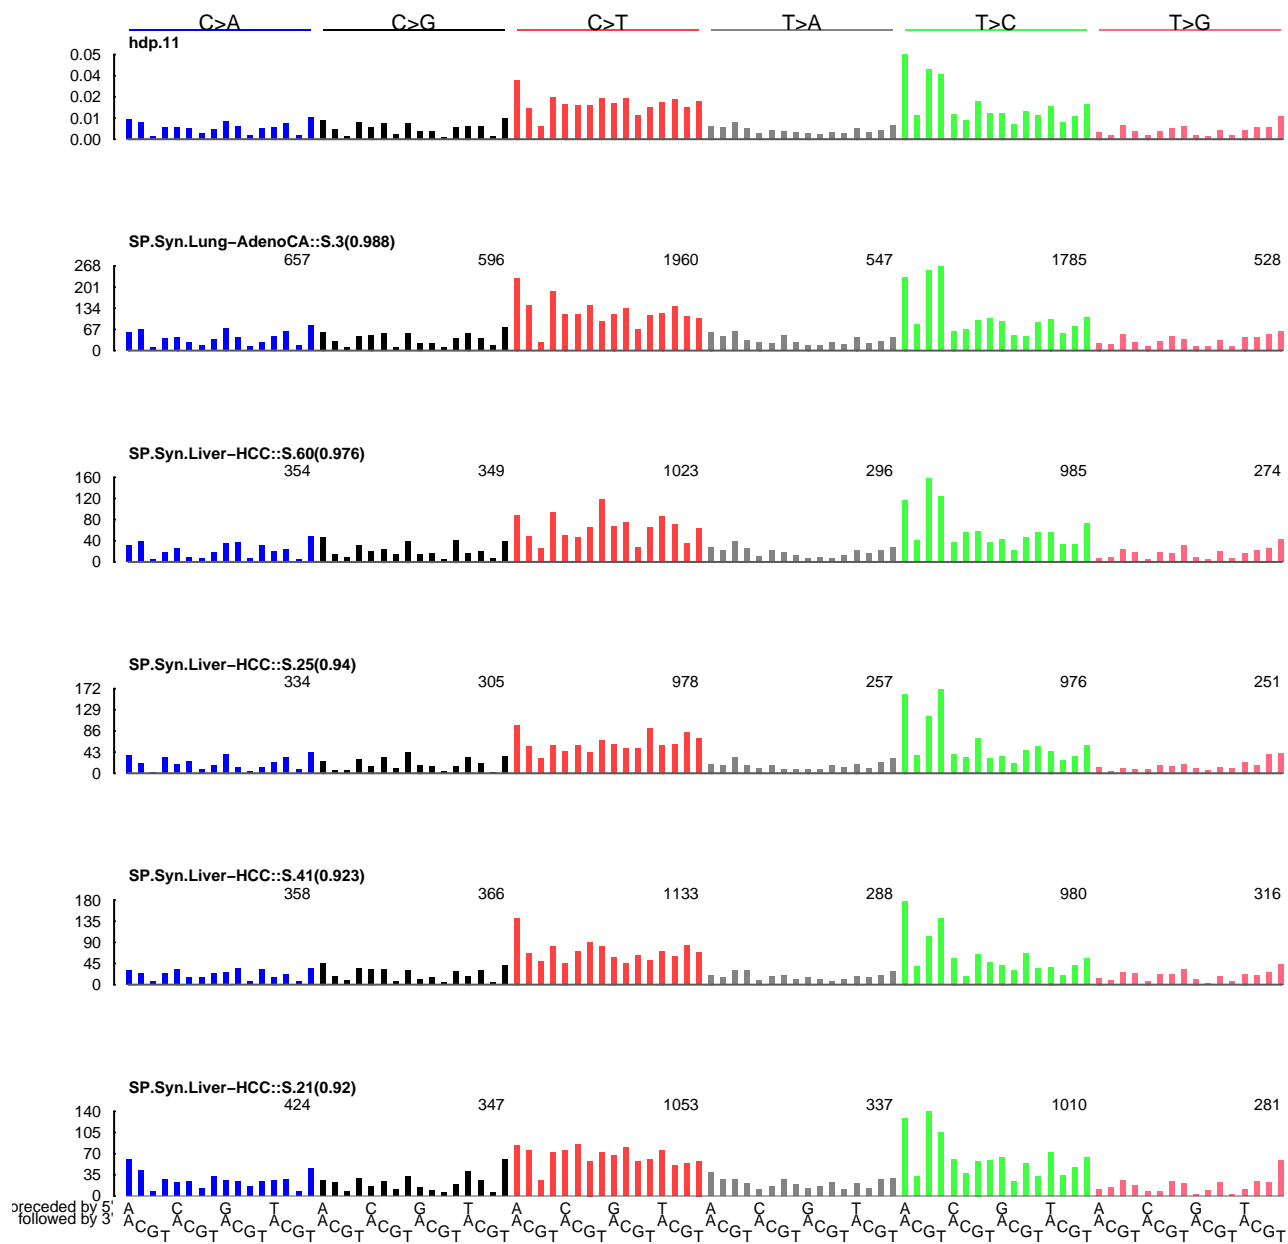 C>A C>G C>T T>A T>C T>G
hdp.11
0.05
0.04
0.02
0.01
0.00
SP.Syn.Lung−AdenoCA::S.3(0.988)
657 596 1960 547 1785 528
268
201
134
67
0
SP.Syn.Liver−HCC::S.60(0.976)
354 349 1023 296 985 274
160
120
80
40
0
SP.Syn.Liver−HCC::S.25(0.94)
334 305 978 257 976 251
172
129
86
43
0
SP.Syn.Liver−HCC::S.41(0.923)
358 366 1133 288 980 316
180
135
90
45
0
SP.Syn.Liver−HCC::S.21(0.92)
424 347 1053 337 1010 281
140
105
70
35
0
preceded by 5' A C G T A C G T A C G T A C G T A C G T A C G T
followed by 3' A C G T A C G T A C G T A C G T A C G T A C G T A C G T A C G T A C G T A C G T A C G T A C G T A C G T A C G T A C G T A C G T A C G T A C G T A C G T A C G T A C G T A C G T A C G T A C G T